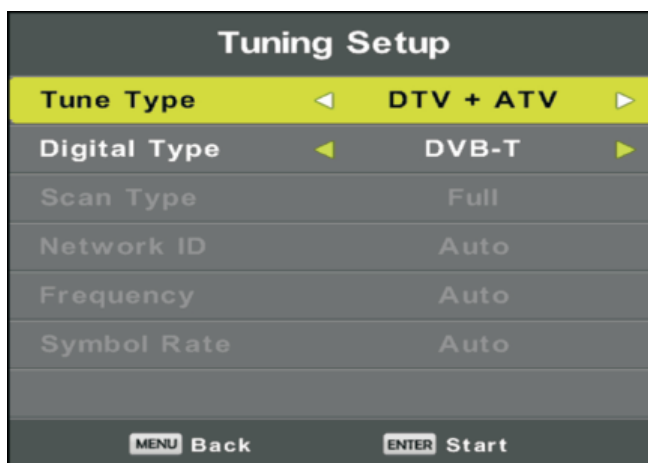 Tuning Setup
Tune Type DTV + ATV
Digital Type DVB-T
Scan Type Full
Network ID Auto
Frequency Auto
Symbol Rate Auto
MENU Back ENTER Start